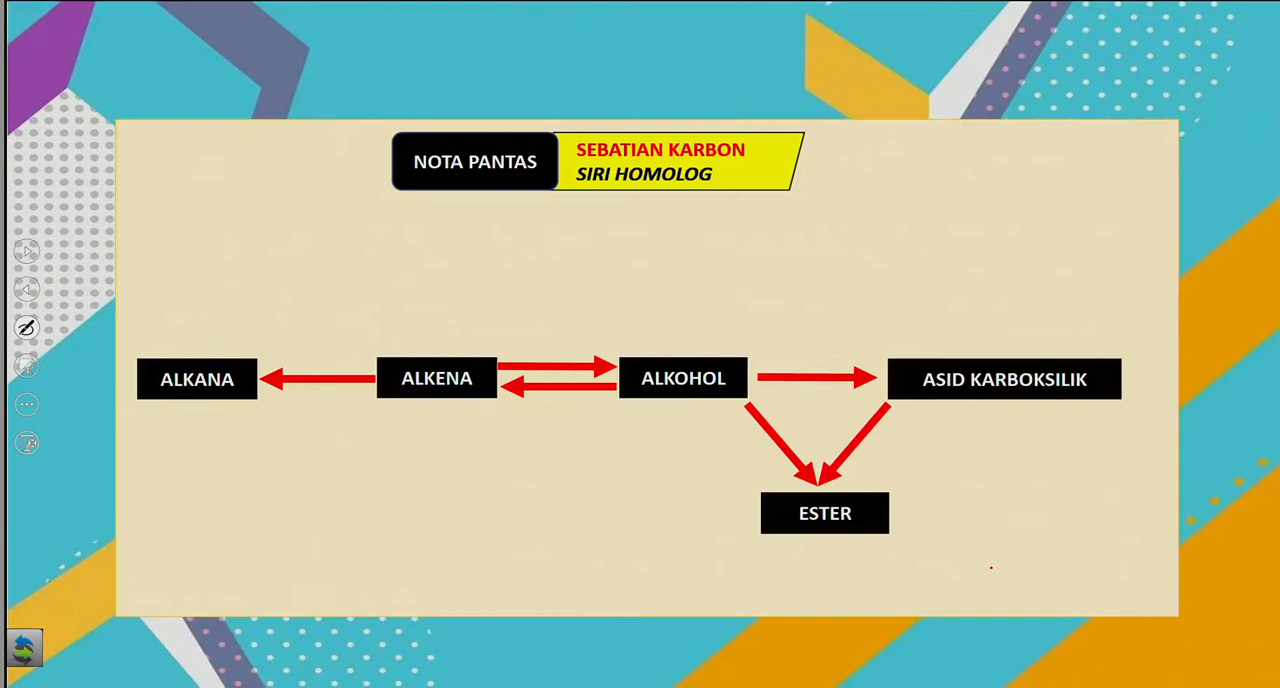 NOTA PANTAS
SEBATIAN KARBON
SIRI HOMOLOG
ALKANA
ALKENA
ALKOHOL
ASID KARBOKSILIK
ESTER